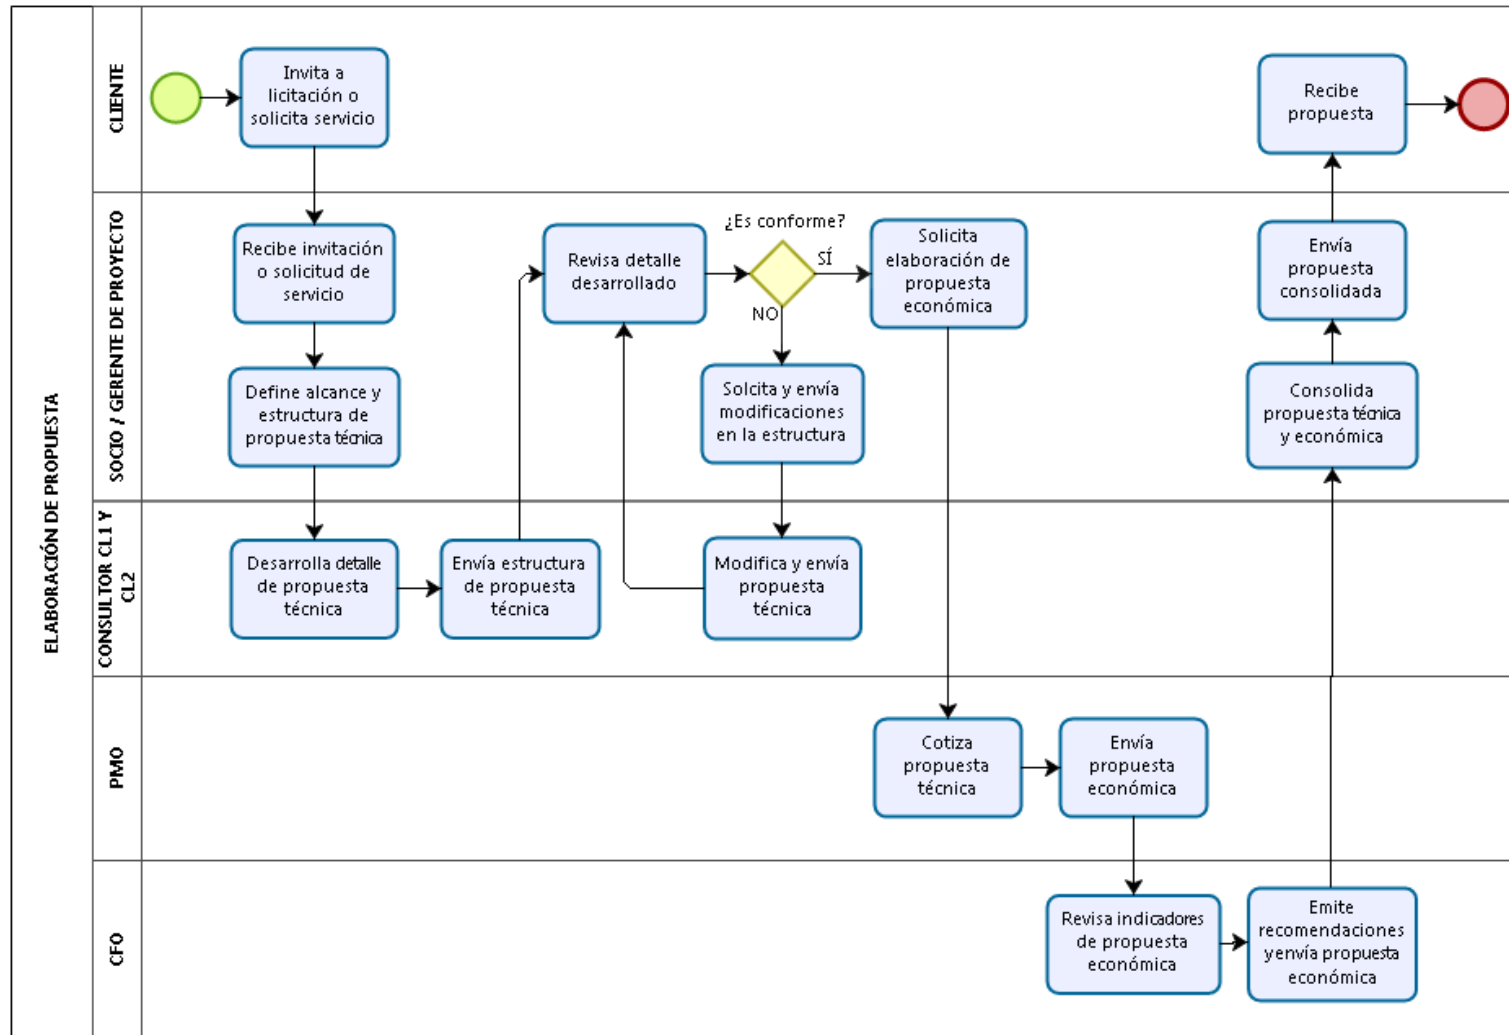 ELABORACIÓN DE PROPUESTA
CLIENTE
Invita a
licitación o
solicita servicio
Recibe
propuesta
SOCIO / GERENTE DE PROYECTO
Recibe invitación
o solicitud de
servicio
Define alcance y
estructura de
propuesta técnica
Revisa detalle
desarrollado
¿Es conforme?
SÍ
NO
Solicita
elaboración de
propuesta
económica
Solcita y envía
modificaciones
en la estructura
Envía
propuesta
consolidada
Consolida
propuesta técnica
y económica
CONSULTOR CL1 Y
CL2
Desarrolla detalle
de propuesta
técnica
Envía estructura
de propuesta
técnica
Modifica y envía
propuesta
técnica
PMO
Cotiza
propuesta
técnica
Envía
propuesta
económica
CFO
Revisa indicadores
de propuesta
económica
Emite
recomendaciones
y envía propuesta
económica